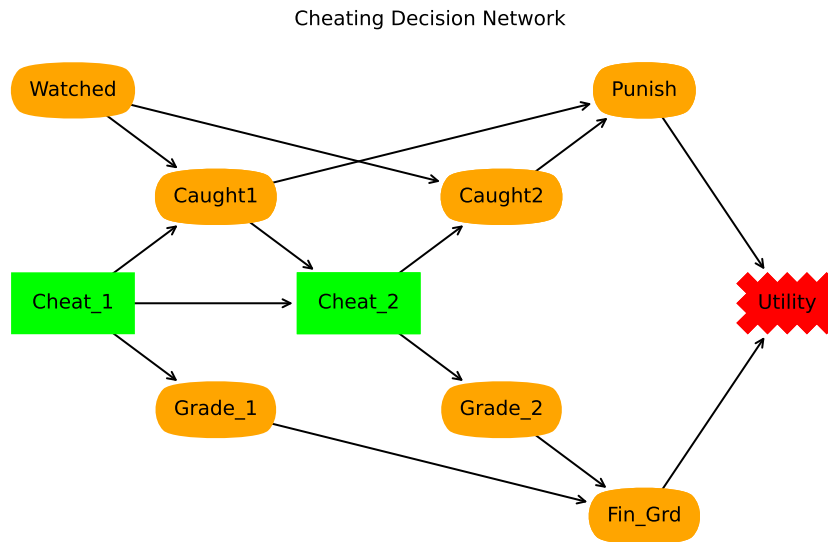 Cheating Decision Network
Watched
Punish
Caught1
Caught2
Cheat_1
Cheat_2
Utility
Grade_1
Grade_2
Fin_Grd